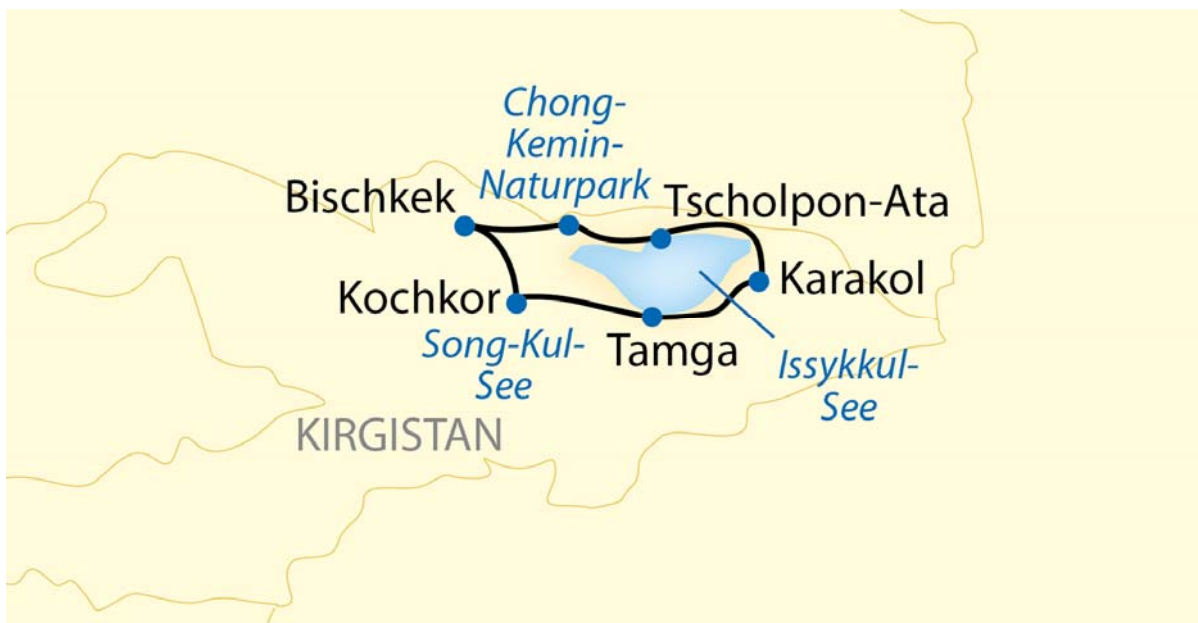 Chong-
Kemin-
Naturpark
Bischkek
Tscholpon-Ata
Karakol
Kochkor
Song-Kul-
See
Tamga
Issykkul-
See
KIRGISTAN